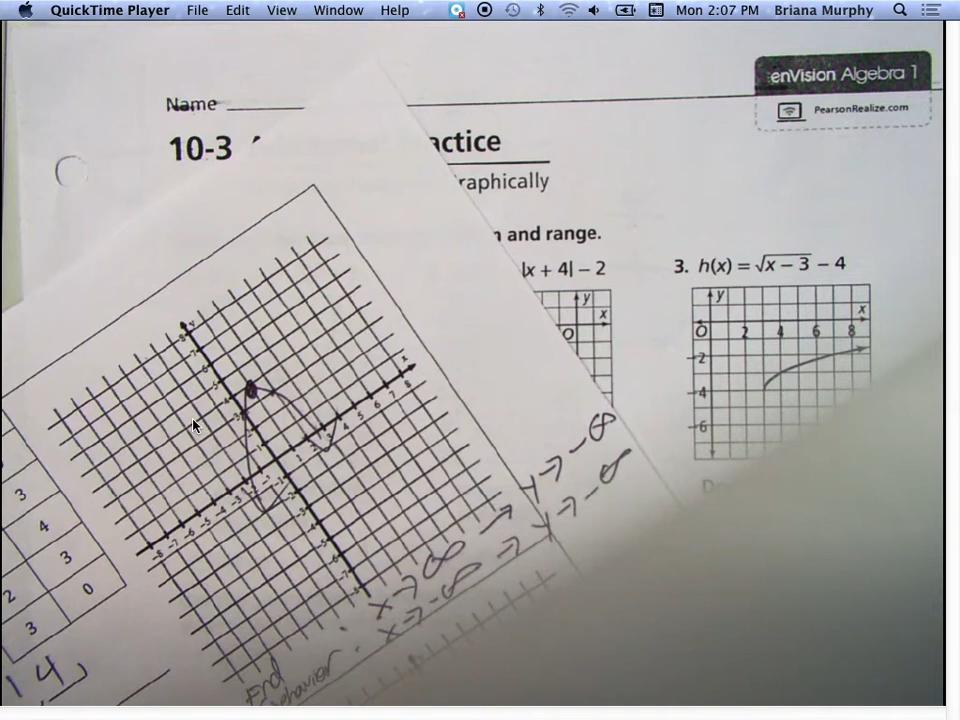 QuickTime Player File Edit View Window Help Mon 2:07 PM Briana Murphy
enVision Algebra 1
PearsonRealize.com
Name
10-3
actice
raphically
and range.
|x + 4| − 2
3. h(x) = √x − 3 − 4
y
x
O
y
x
O 2 4 6 8
−2
−4
−6
y
x
3
4
3
2 0
3
4
x → ∞ → y → -∞
x → -∞ → y → -∞
End
Behavior: